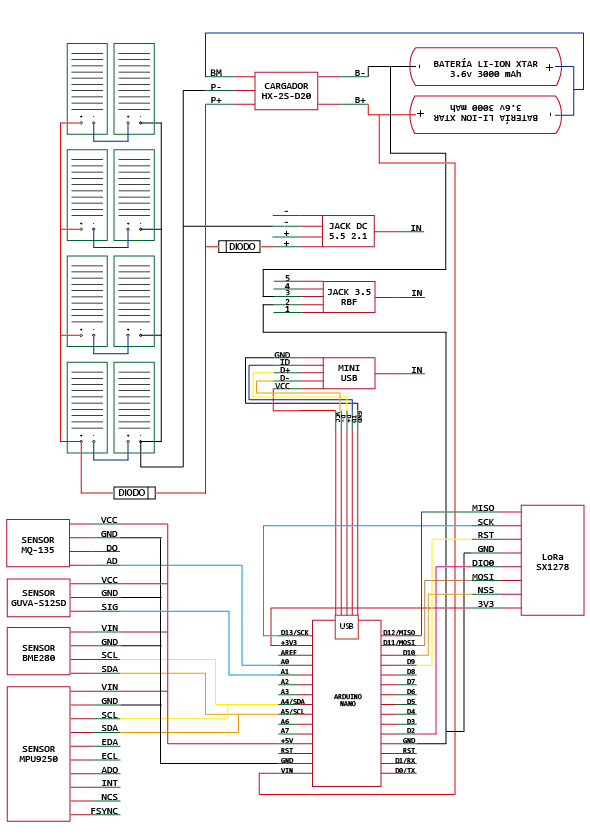 BM
P-
P+
CARGADOR
HX-2S-D20
B-
B+
- BATERÍA LI-ION XTAR +
3.6v 3000 mAh
+ BATERÍA LI-ION XTAR -
3.6v 3000 mAh
+ - + -
+ - + -
+ - + -
+ - + -
-
-
+
+
JACK DC
5.5 2.1
IN
DIODO
5
4
3
2
1
JACK 3.5
RBF
IN
GND
ID
D+
D-
VCC
MINI
USB
IN
VCC
D-
D+
ID
GND
DIODO
SENSOR
MQ-135
VCC
GND
DO
AD
SENSOR
GUVA-S12SD
VCC
GND
SIG
SENSOR
BME280
VIN
GND
SCL
SDA
SENSOR
MPU9250
VIN
GND
SCL
SDA
EDA
ECL
ADO
INT
NCS
FSYNC
USB
ARDUINO
NANO
D13/SCK
+3V3
AREF
A0
A1
A2
A3
A4/SDA
A5/SCL
A6
A7
+5V
RST
GND
VIN
D12/MISO
D11/MOSI
D10
D9
D8
D7
D6
D5
D4
D3
D2
GND
RST
D1/RX
D0/TX
MISO
SCK
RST
GND
DIO0
MOSI
NSS
3V3
LoRa
SX1278